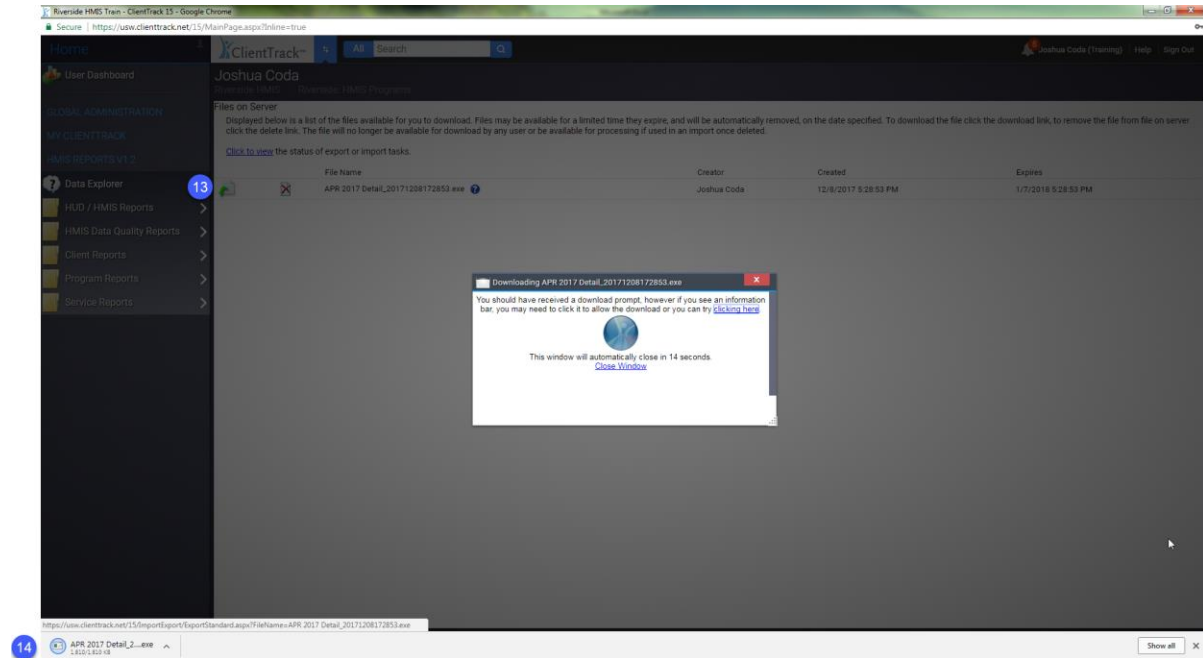 Riverside HMIS Train - ClientTrack 15 - Google Chrome
Secure | https://usw.clienttrack.net/15/MainPage.aspx?Inline=true
Home
ClientTrack™ All Search Joshua Coda (Training) Help Sign Out
User Dashboard
Joshua Coda
Riverside HMIS Riverside HMIS Programs
GLOBAL ADMINISTRATION
MY CLIENTTRACK
HMIS REPORTS V1.2
Data Explorer
HUD / HMIS Reports
HMIS Data Quality Reports
Client Reports
Program Reports
Service Reports
Files on Server
Displayed below is a list of the files available for you to download. Files may be available for a limited time they expire, and will be automatically removed, on the date specified. To download the file click the download link, to remove the file from file on server
click the delete link. The file will no longer be available for download by any user or be available for processing if used in an import once deleted.
Click to view the status of export or import tasks.
File Name Creator Created Expires
13 APR 2017 Detail_20171208172853.exe Joshua Coda 12/8/2017 5:28:53 PM 1/7/2018 5:28:53 PM
Downloading APR 2017 Detail_20171208172853.exe X
You should have received a download prompt, however if you see an information
bar, you may need to click it to allow the download or you can try clicking here.
This window will automatically close in 14 seconds.
Close Window
https://usw.clienttrack.net/15/ImportExport/ExportStandard.aspx?FileName=APR 2017 Detail_20171208172853.exe
14 APR 2017 Detail_2....exe Show all
1,810/1,810 KB